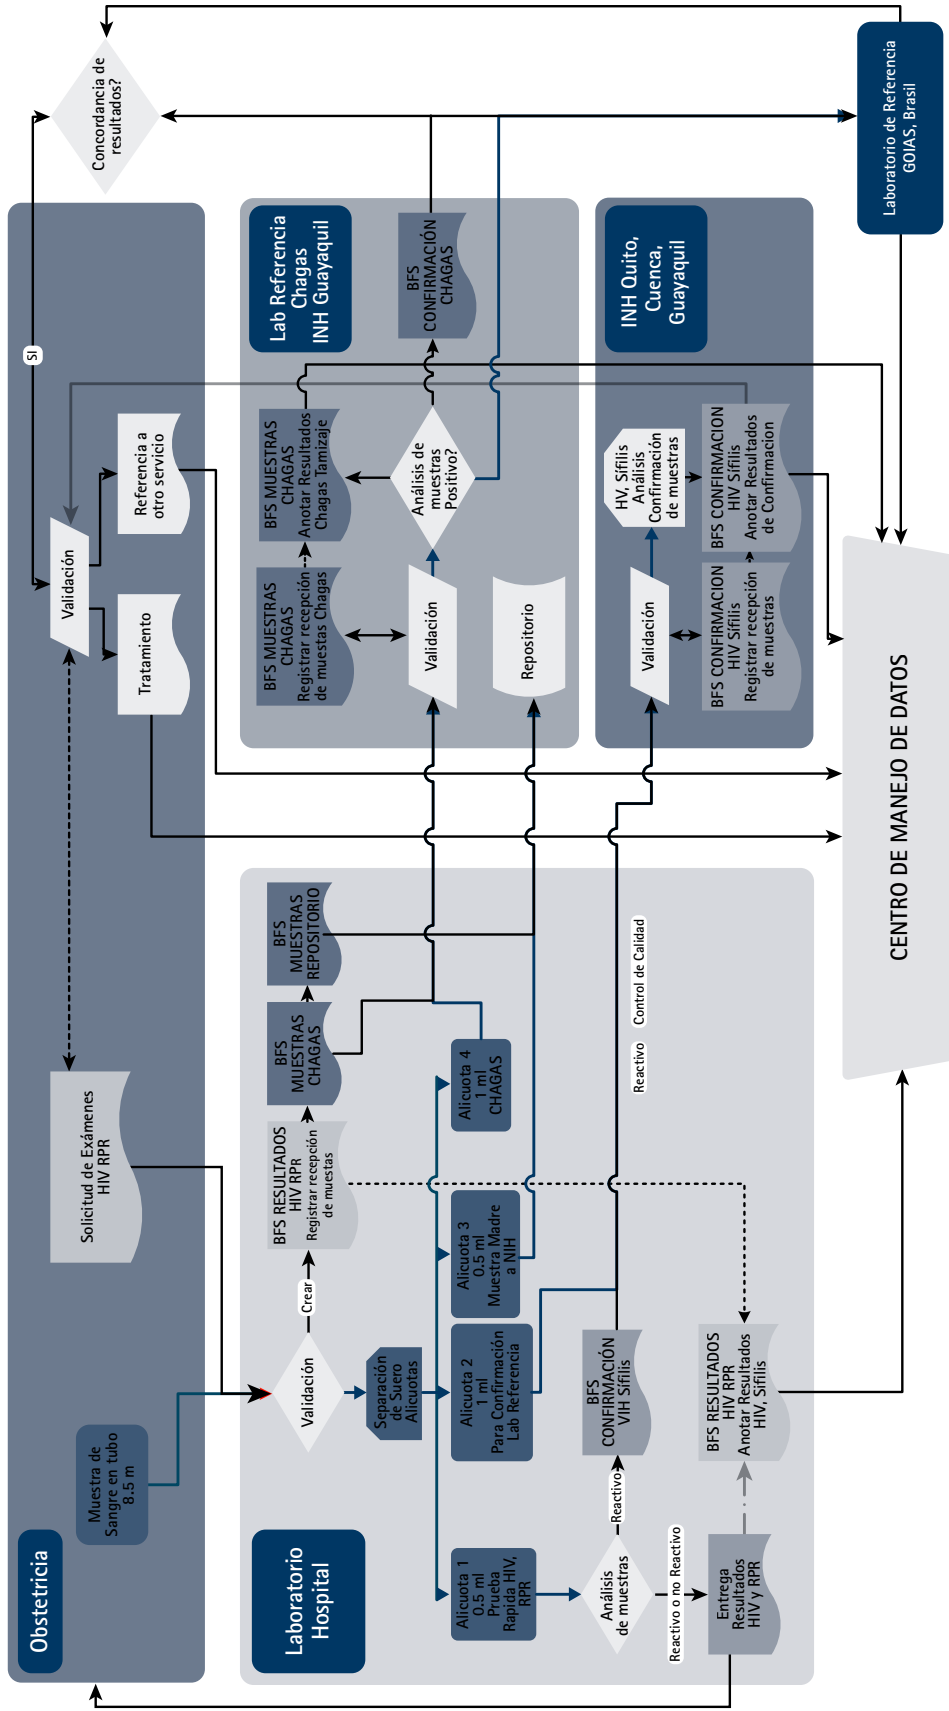 Obstetricia
Muestra de
Sangre en tubo
8.5 m
Solicitud de Exámenes
HIV RPR
Validación
Tratamiento
Referencia a
otro servicio
SI
Concordancia de
resultados?
Laboratorio
Hospital
Validación
Crear
BFS RESULTADOS
HIV RPR
Registrar recepción
de muestas
BFS
MUESTRAS
CHAGAS
BFS
MUESTRAS
REPOSITORIO
Separación
de Suero
Alicuotas
Alicuota 1
0.5 ml
Prueba
Rapida HIV,
RPR
Alicuota 2
1 ml
Para Confirmación
Lab Referencia
Alicuota 3
0.5 ml
Muestra Madre
a NIH
Alicuota 4
1 ml
CHAGAS
Análisis
de muestras
Reactivo
BFS
CONFIRMACIÓN
VIH Sífilis
Reactivo
Control de Calidad
Reactivo o no Reactivo
Entrega
Resultados
HIV y RPR
BFS RESULTADOS
HIV RPR
Anotar Resultados
HIV, Sífilis
Lab Referencia
Chagas
INH Guayaquil
BFS MUESTRAS
CHAGAS
Registrar recepción
de muestas Chagas
BFS MUESTRAS
CHAGAS
Anotar Resultados
Chagas Tamizaje
Validación
Análisis de
muestras
Positivo?
BFS
CONFIRMACIÓN
CHAGAS
Repositorio
INH Quito,
Cuenca,
Guayaquil
Validación
HV, Sífilis
Análisis
Confirmación
de muestras
BFS CONFIRMACION
HIV Sífilis
Registrar recepción
de muestras
BFS CONFIRMACION
HIV Sífilis
Anotar Resultados
de Confirmacion
Laboratorio de Referencia
GOIAS, Brasil
CENTRO DE MANEJO DE DATOS